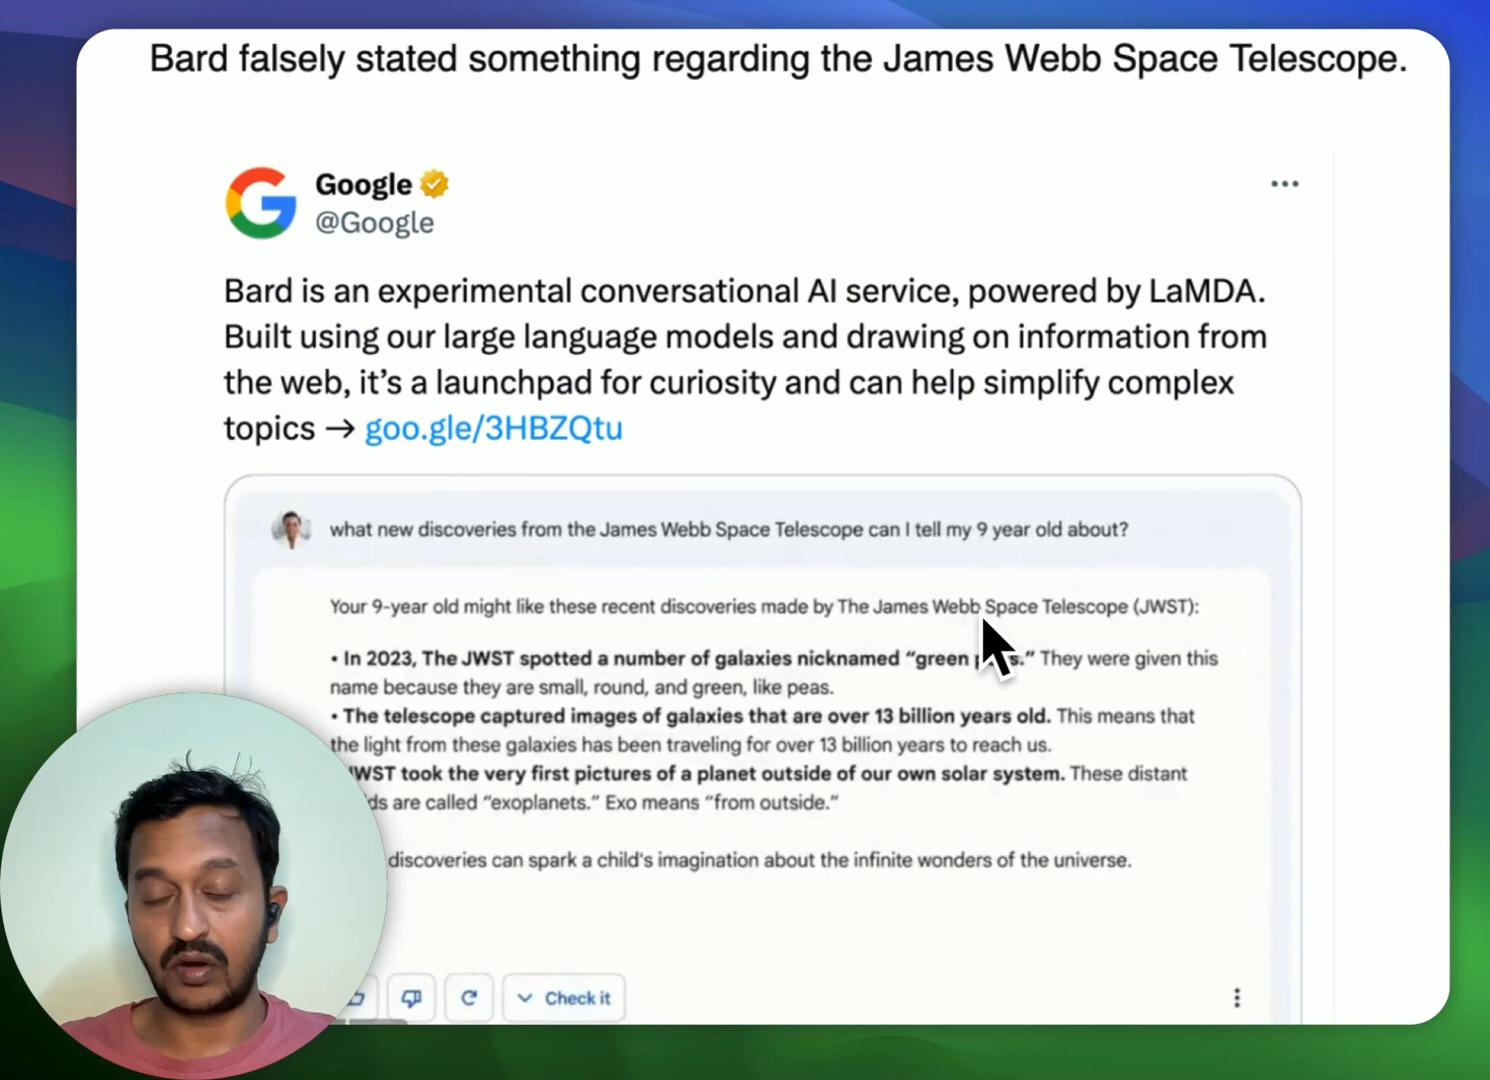 Bard falsely stated something regarding the James Webb Space Telescope.
Google
@Google
Bard is an experimental conversational AI service, powered by LaMDA.
Built using our large language models and drawing on information from
the web, it’s a launchpad for curiosity and can help simplify complex
topics → goo.gle/3HBZQtu
what new discoveries from the James Webb Space Telescope can I tell my 9 year old about?
Your 9-year old might like these recent discoveries made by The James Webb Space Telescope (JWST):
• In 2023, The JWST spotted a number of galaxies nicknamed “green They were given this
name because they are small, round, and green, like peas.
• The telescope captured images of galaxies that are over 13 billion years old. This means that
the light from these galaxies has been traveling for over 13 billion years to reach us.
JWST took the very first pictures of a planet outside of our own solar system. These distant
are called “exoplanets.” Exo means “from outside.”
discoveries can spark a child's imagination about the infinite wonders of the universe.
Check it